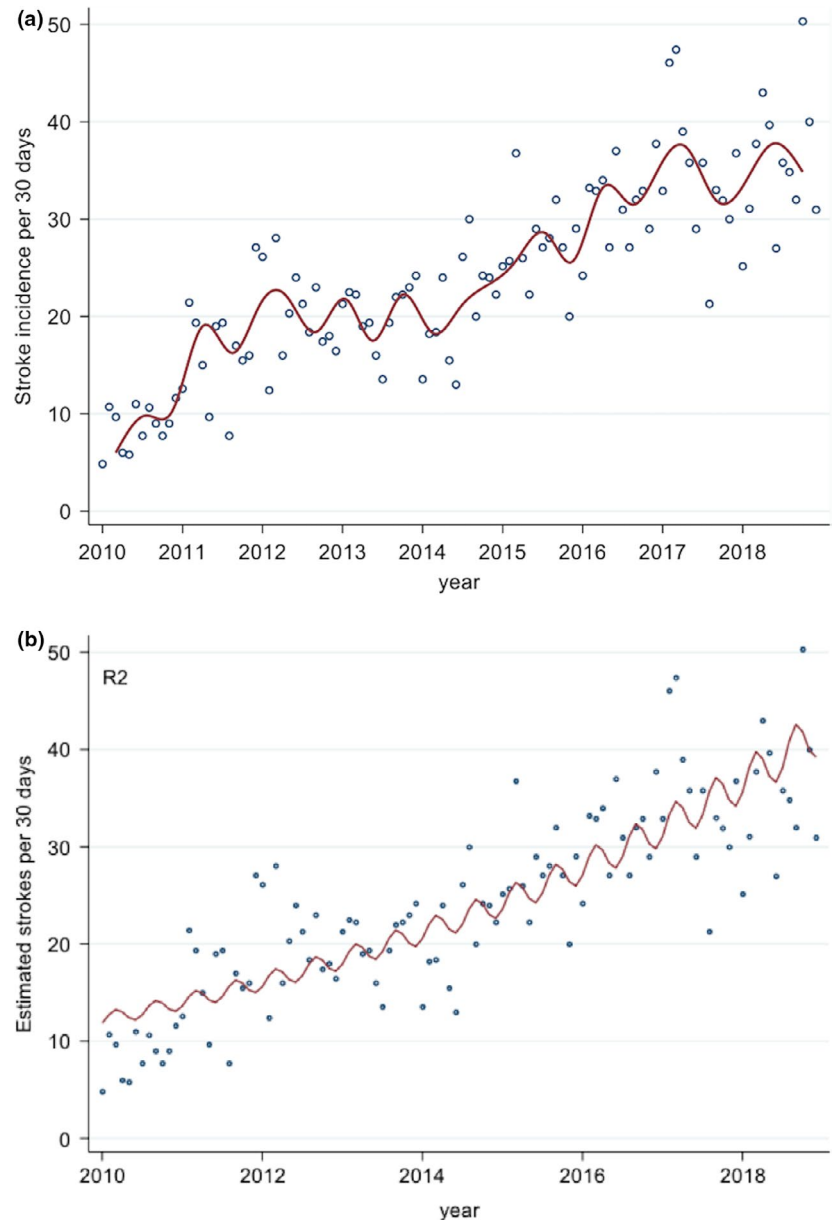 (a)
Stroke incidence per 30 days
50
40
30
20
10
0
2010 2011 2012 2013 2014 2015 2016 2017 2018
year
(b)
Estimated strokes per 30 days
R2
50
40
30
20
10
0
2010 2012 2014 2016 2018
year